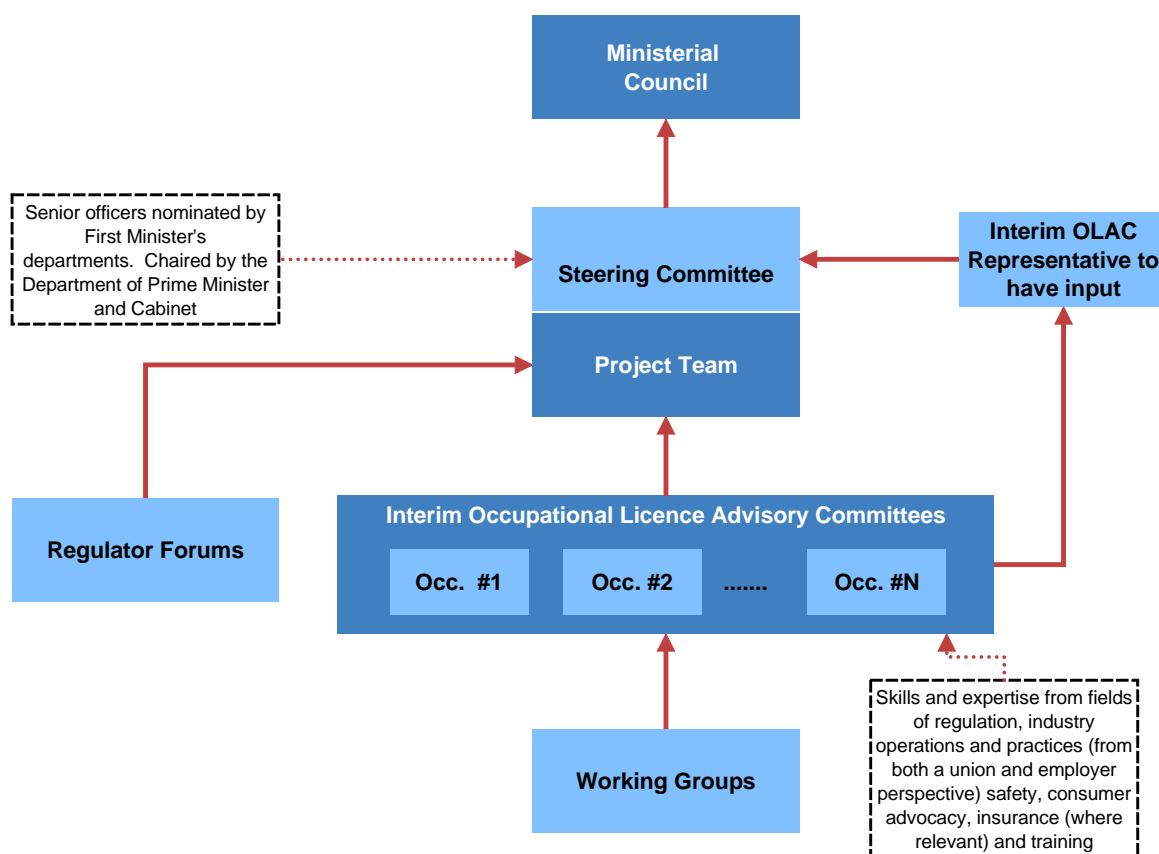 Ministerial
Council
Senior officers nominated by
First Minister's
departments.  Chaired by the
Department of Prime Minister
and Cabinet
Steering Committee
Interim OLAC
Representative to
have input
Project Team
Regulator Forums
Interim Occupational Licence Advisory Committees
Occ.  #1
Occ. #2
.......
Occ. #N
Working Groups
Skills and expertise from fields
of regulation, industry
operations and practices (from
both a union and employer
perspective) safety, consumer
advocacy, insurance (where
relevant) and training